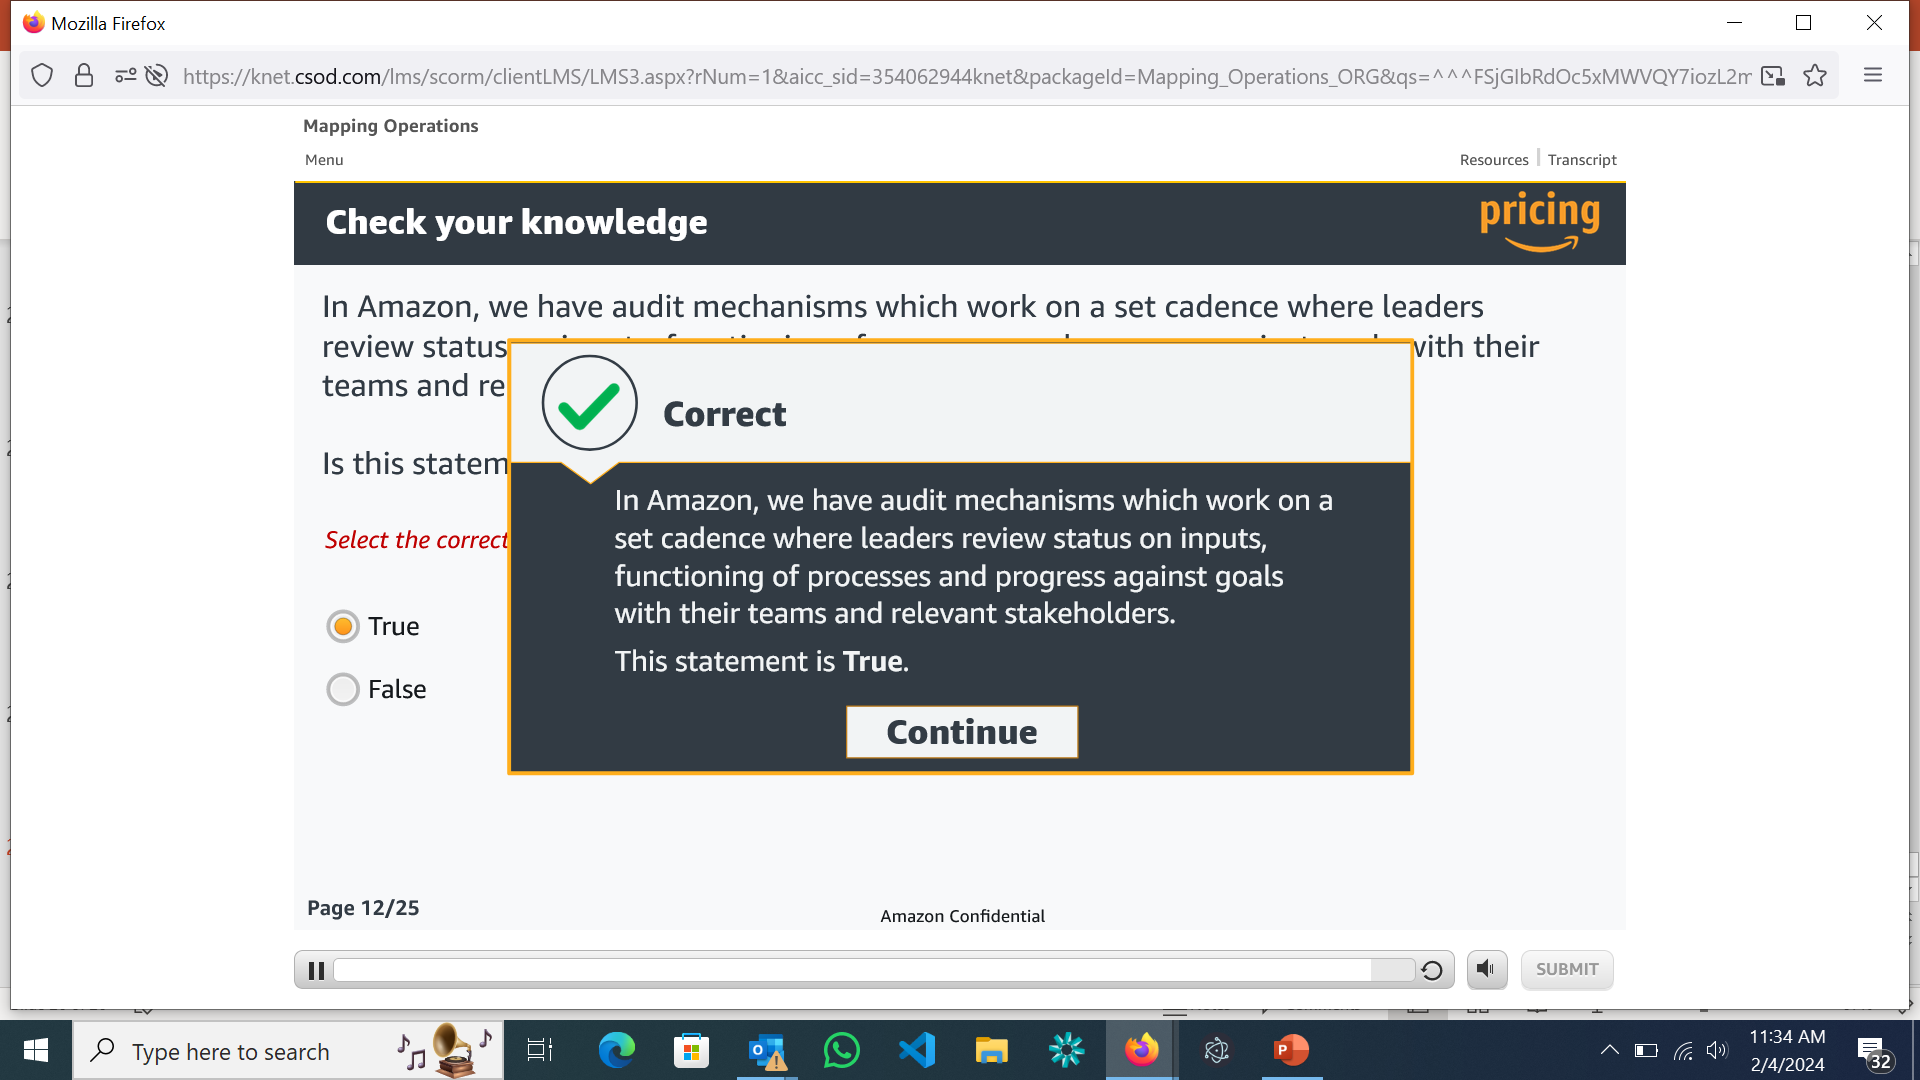 Mozilla Firefox
https://knet.csod.com/lms/scorm/clientLMS/LMS3.aspx?rNum=1&aicc_sid=354062944knet&packageId=Mapping_Operations_ORG&qs=^^^FSjGIbRdOc5xMWVQY7iozL2m
Mapping Operations
Menu
Resources
Transcript
Check your knowledge
pricing
In Amazon, we have audit mechanisms which work on a set cadence where leaders
review status with their
teams and re
Is this statem
Select the correct
True
False
Correct
In Amazon, we have audit mechanisms which work on a
set cadence where leaders review status on inputs,
functioning of processes and progress against goals
with their teams and relevant stakeholders.
This statement is True.
Continue
Page 12/25
Amazon Confidential
SUBMIT
Type here to search
11:34 AM
2/4/2024
32